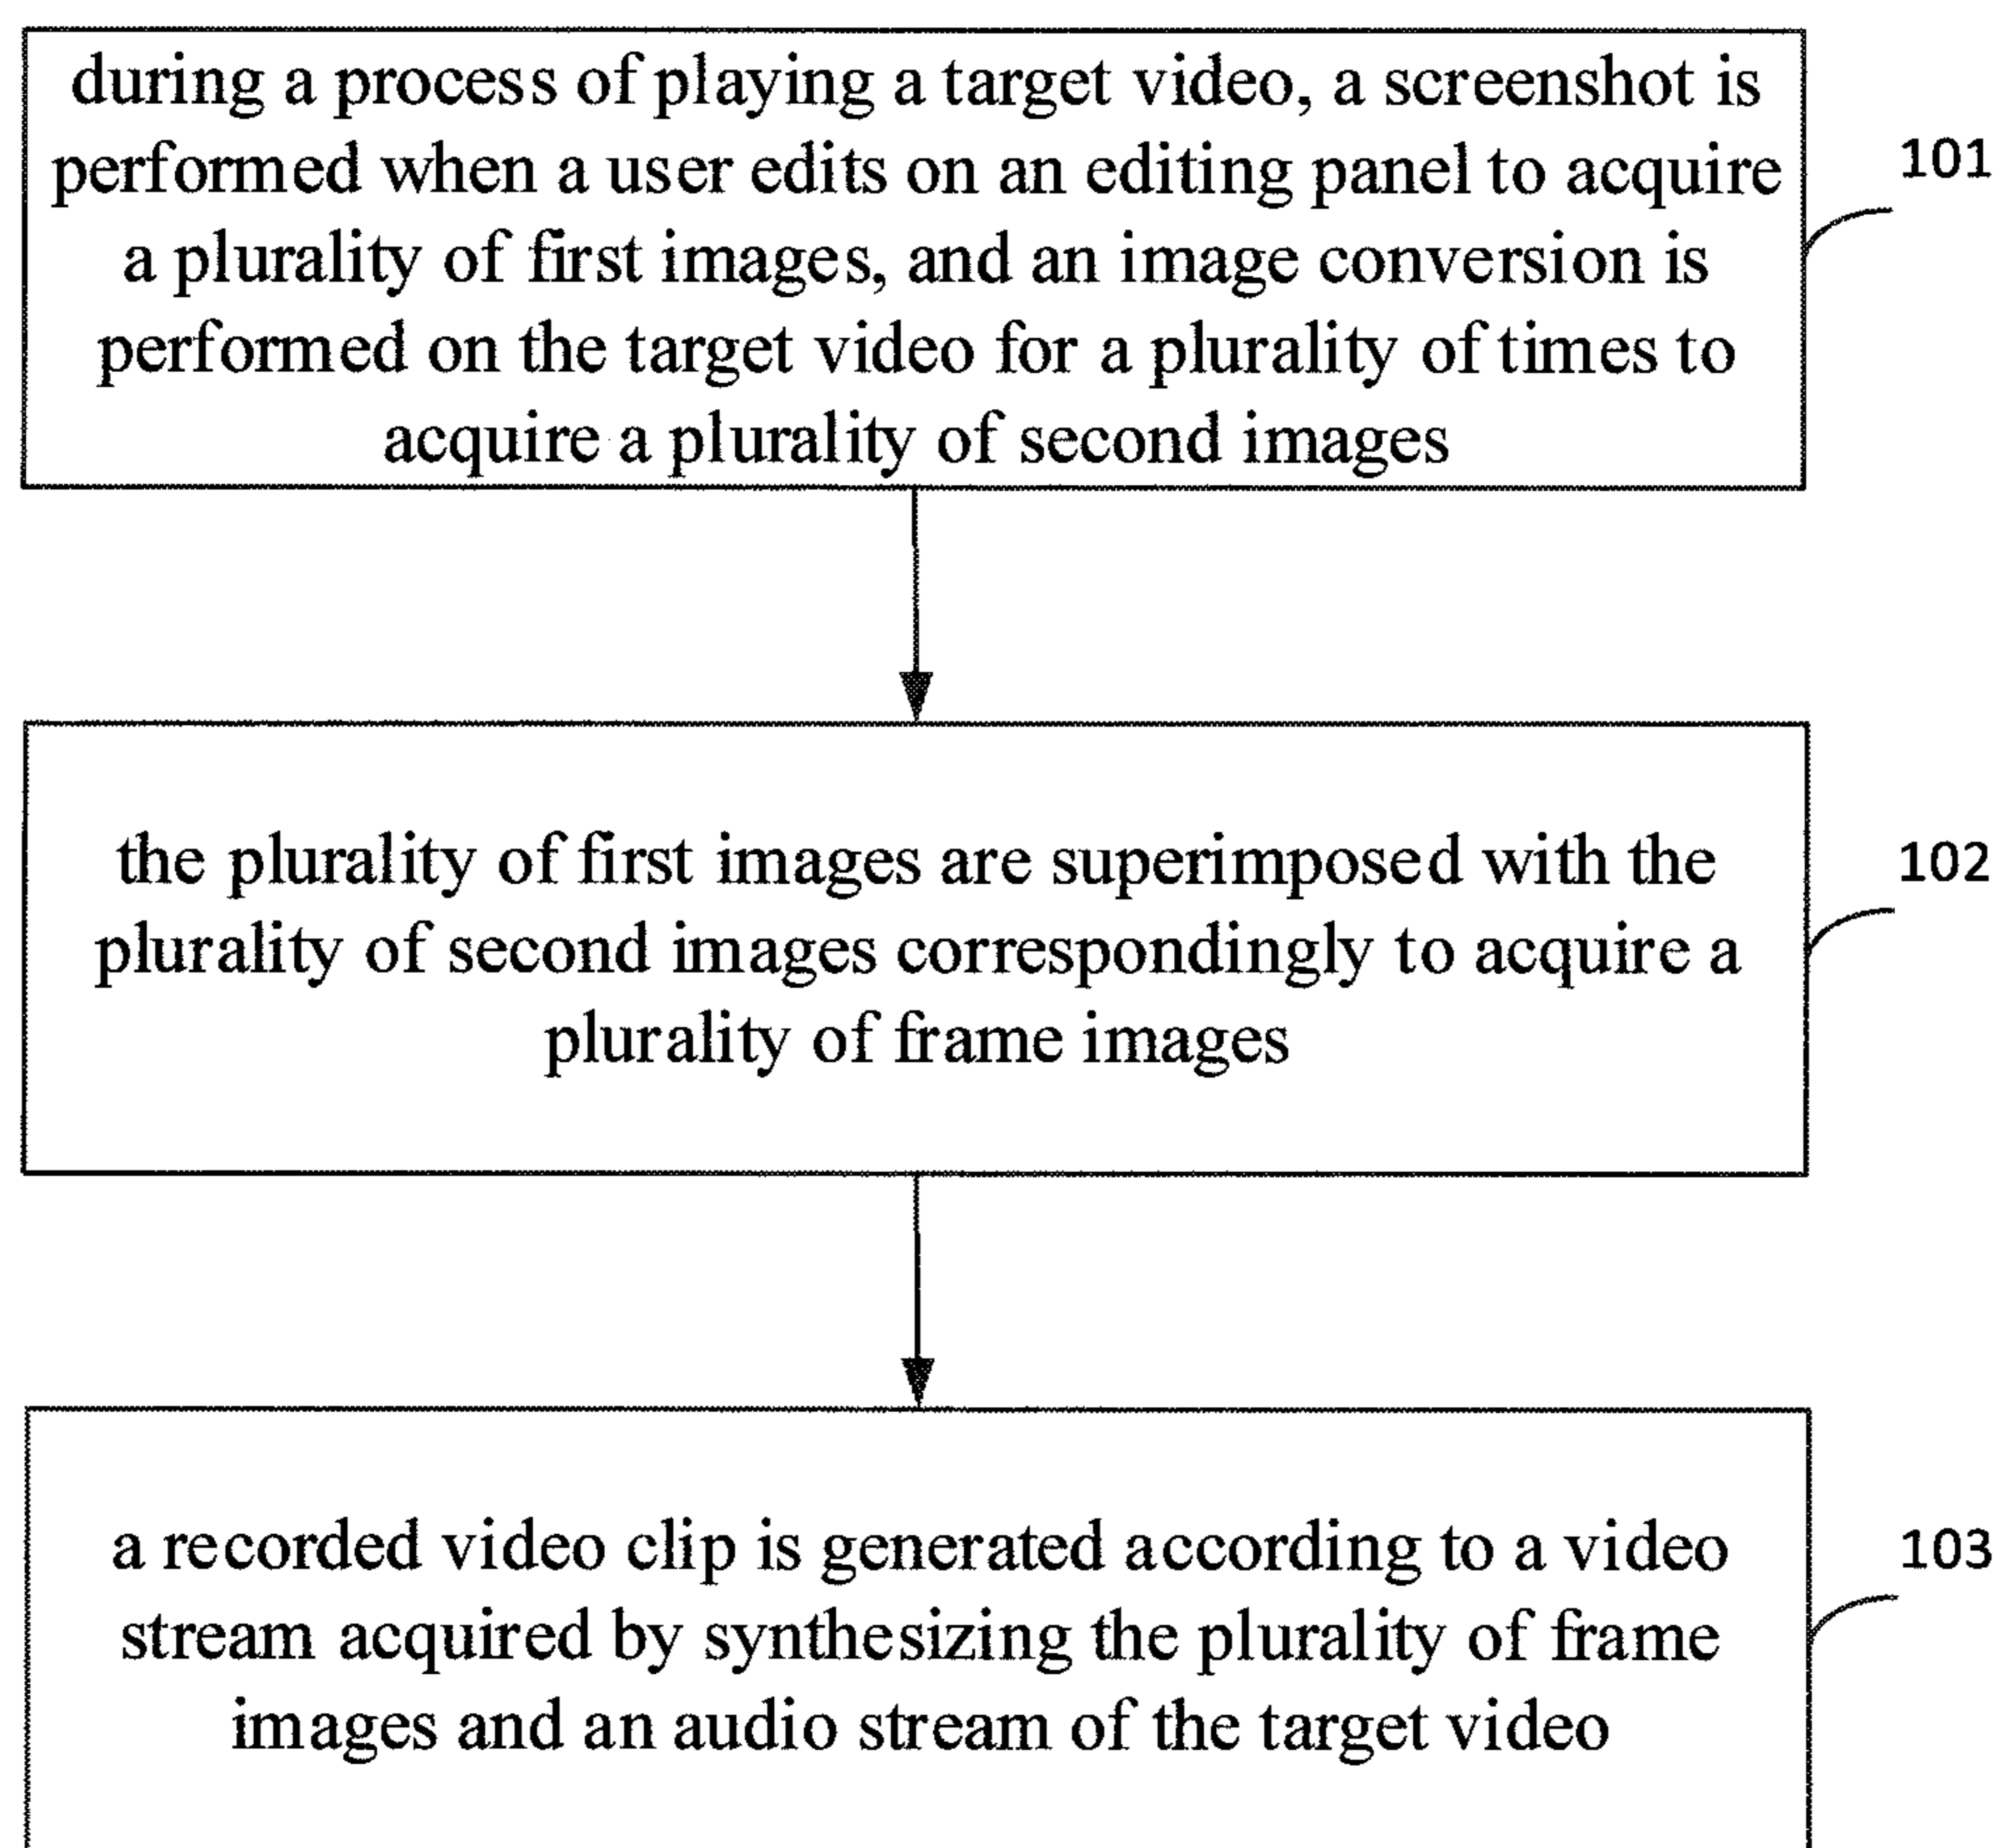 during a process of playing a target video, a screenshot is
performed when a user edits on an editing panel to acquire
a plurality of first images, and an image conversion is
performed on the target video for a plurality of times to
acquire a plurality of second images
101
the plurality of first images are superimposed with the
plurality of second images correspondingly to acquire a
plurality of frame images
102
a recorded video clip is generated according to a video
stream acquired by synthesizing the plurality of frame
images and an audio stream of the target video
103